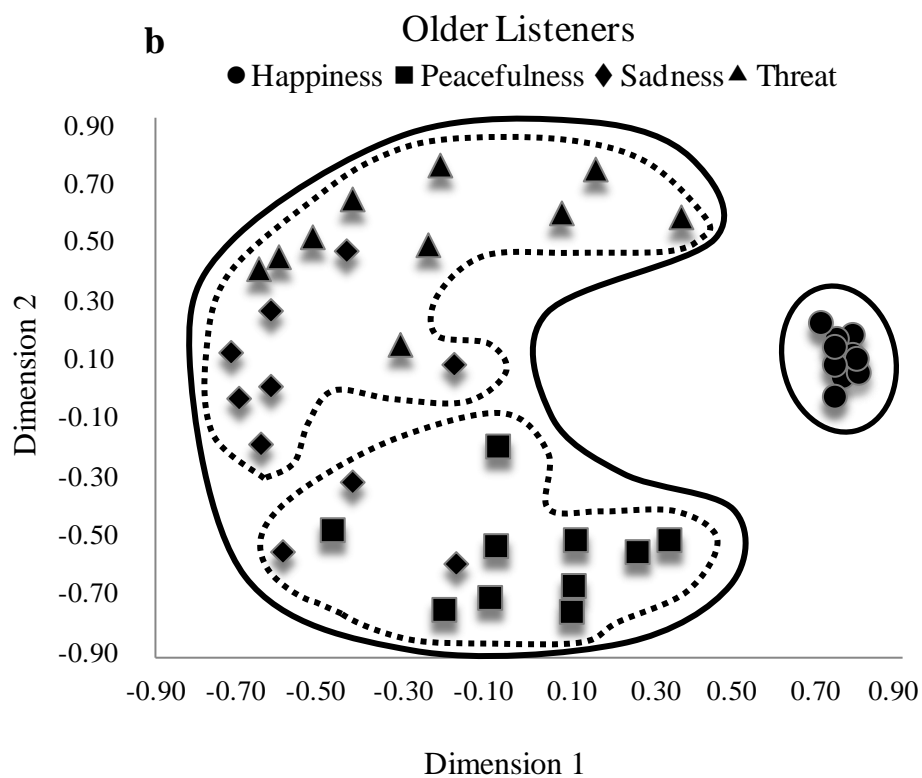 b
Older Listeners
Happiness Peacefulness Sadness Threat
0.90
0.70
0.50
0.30
0.10
-0.10
-0.30
-0.50
-0.70
-0.90
Dimension 2
-0.90 -0.70 -0.50 -0.30 -0.10 0.10 0.30 0.50 0.70 0.90
Dimension 1